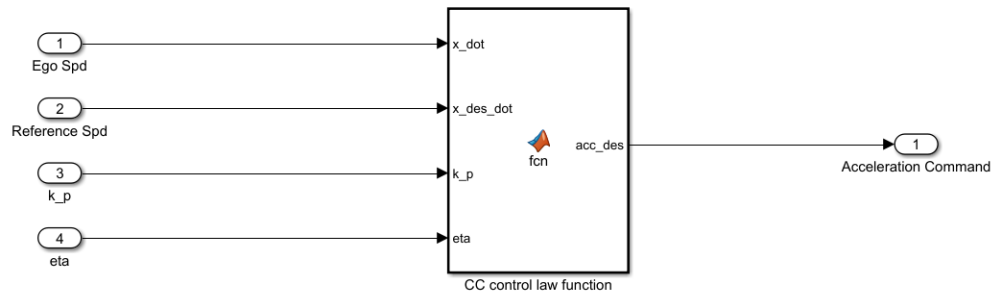 1
Ego Spd
x_dot
2
Reference Spd
x_des_dot
3
k_p
k_p
4
eta
eta
fcn
acc_des
CC control law function
1
Acceleration Command